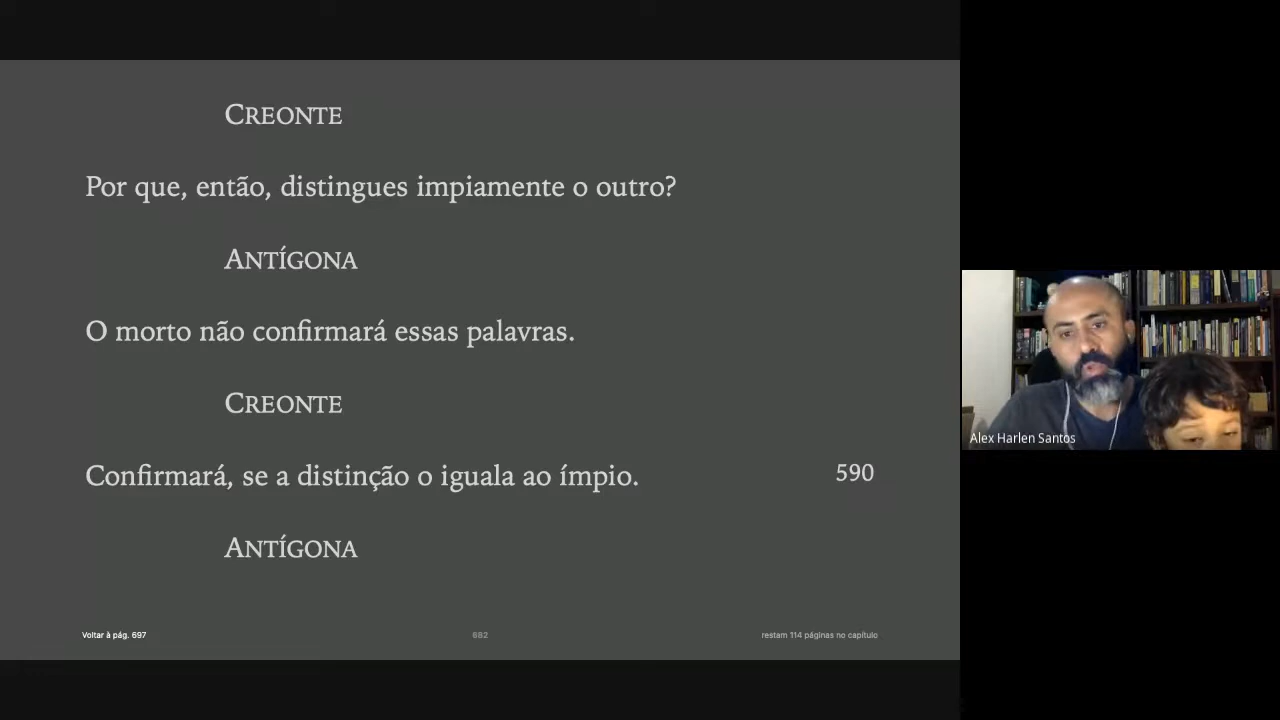 CREONTE
Por que, então, distingues impiamente o outro?
ANTÍGONA
O morto não confirmará essas palavras.
CREONTE
Confirmará, se a distinção o iguala ao ímpio. 590
ANTÍGONA
Voltar à pág. 697 682 restam 114 páginas no capítulo
Alex Harlen Santos